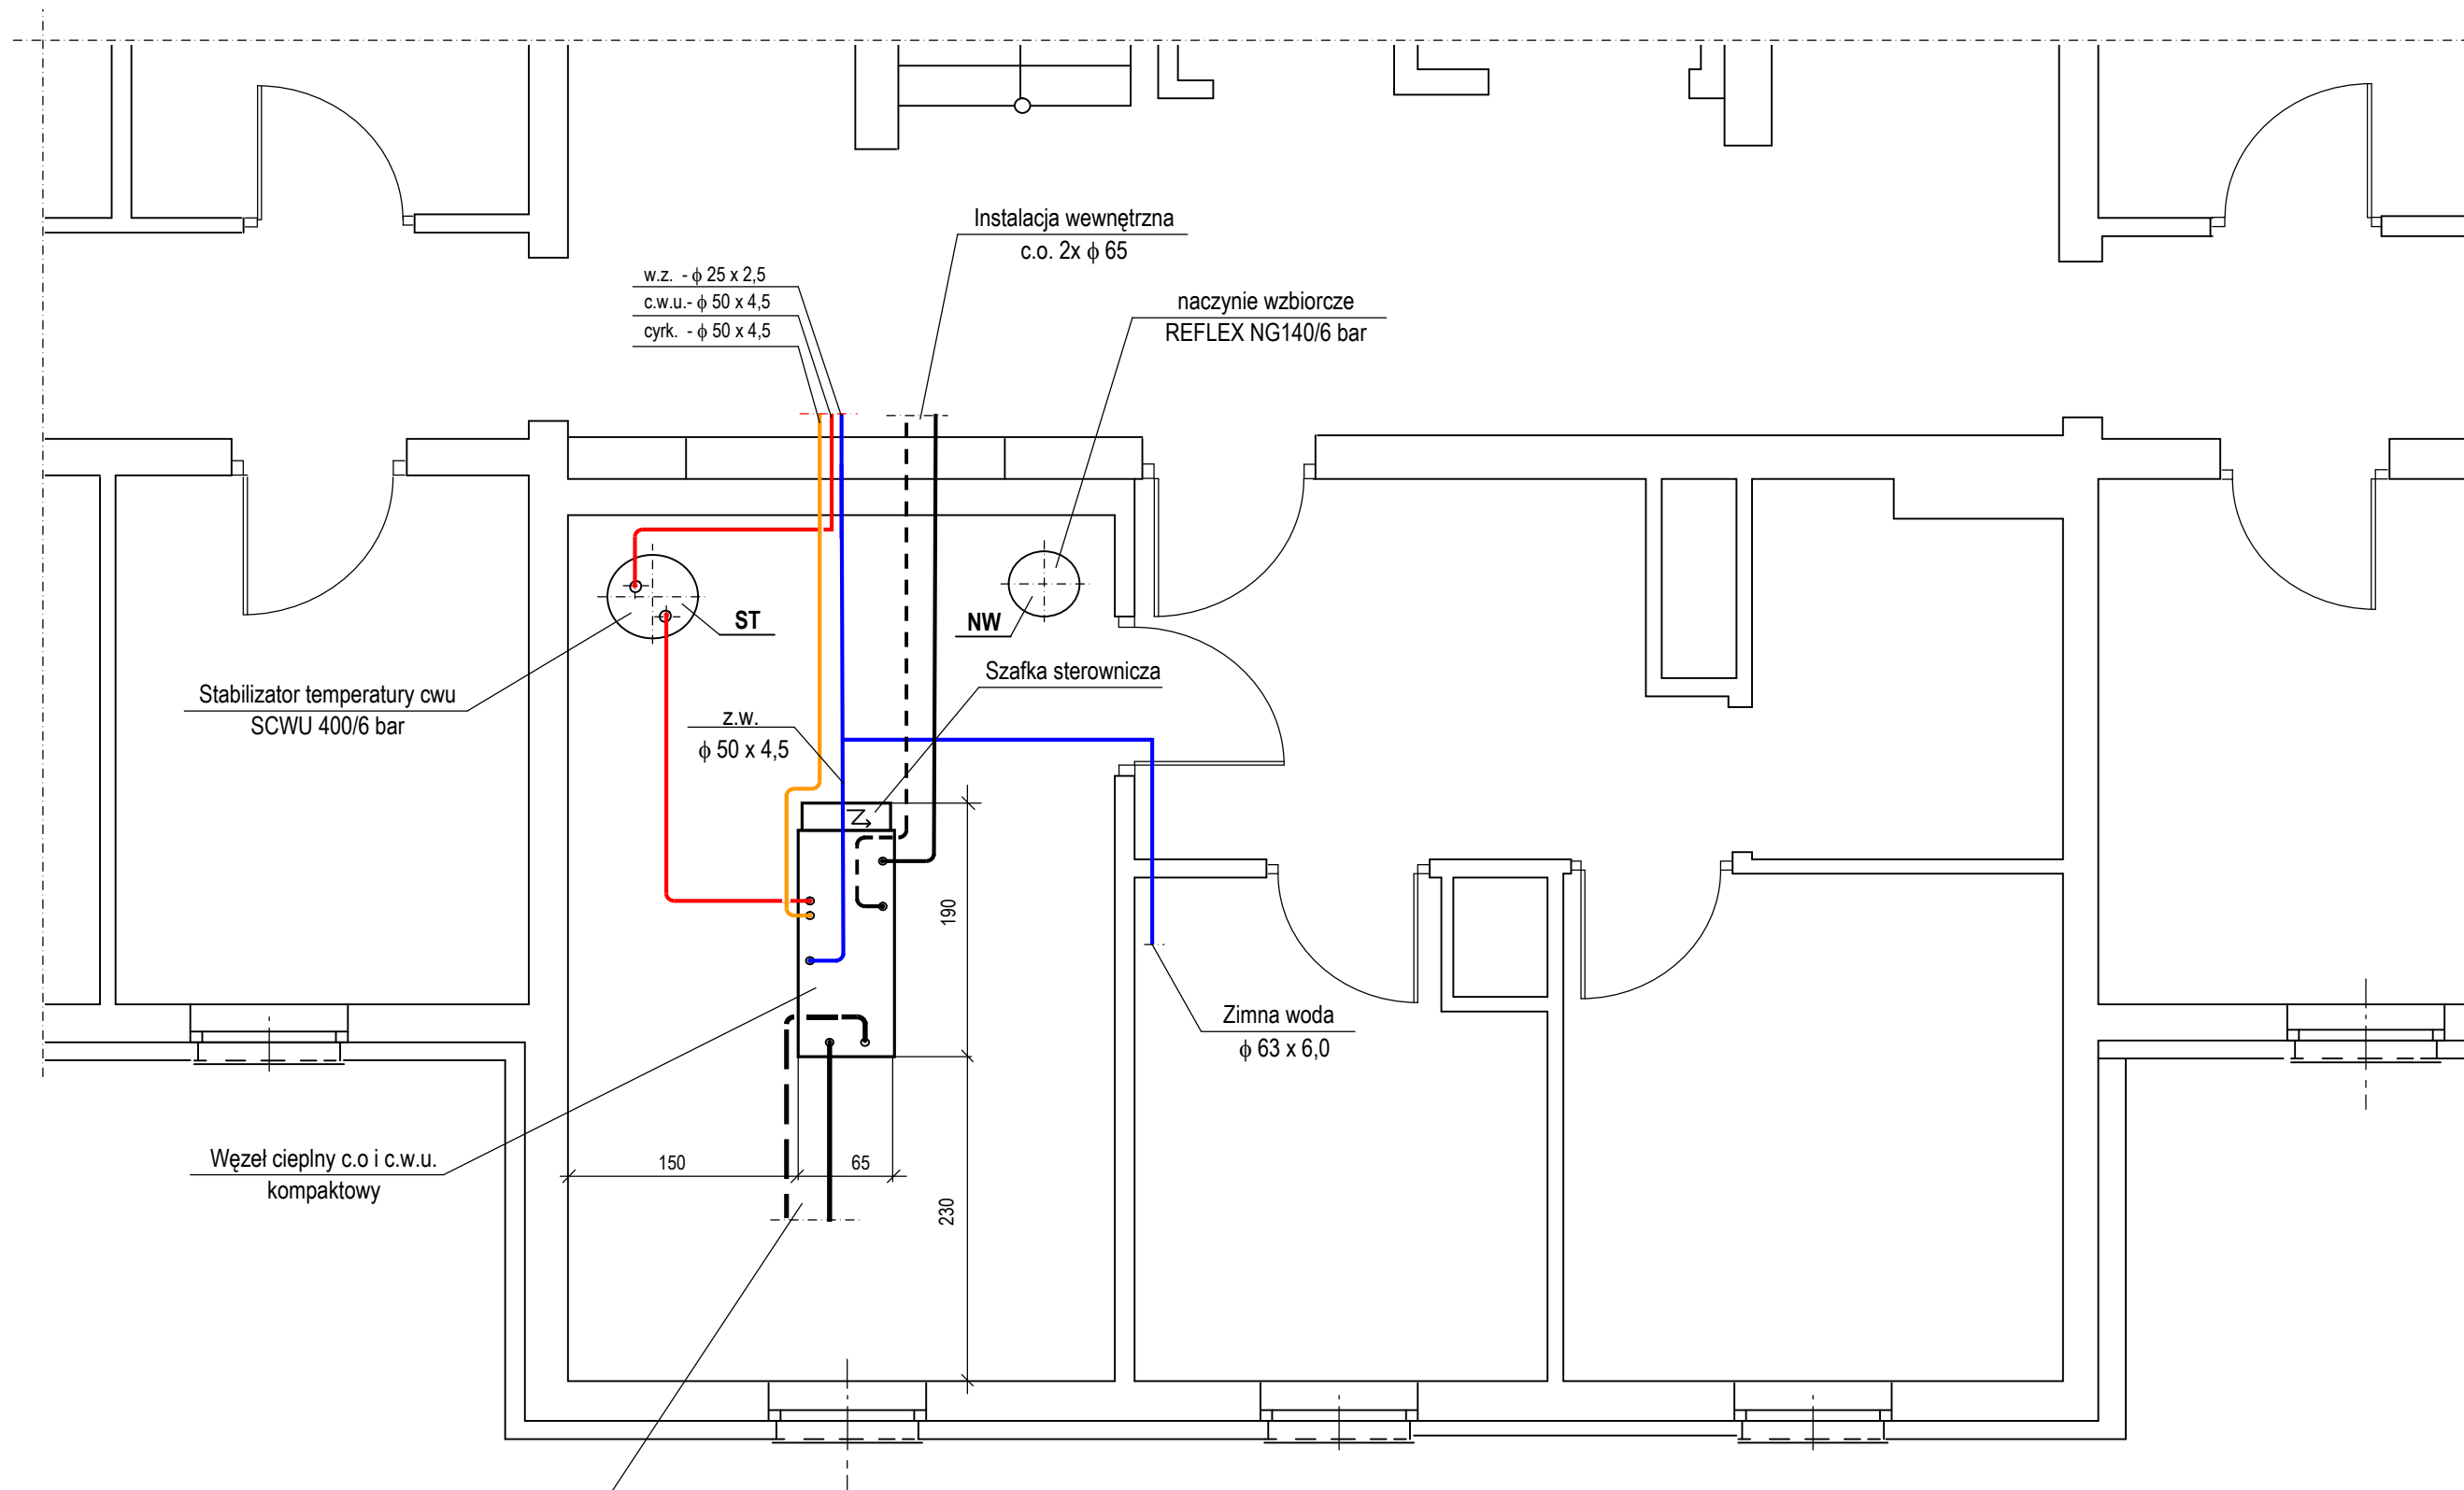 Instalacja wewnętrzna
c.o. 2x ϕ 65
w.z. - ϕ 25 x 2,5
c.w.u.- ϕ 50 x 4,5
cyrk. - ϕ 50 x 4,5
naczynie wzbiorcze
REFLEX NG140/6 bar
ST
NW
Szafka sterownicza
Stabilizator temperatury cwu
SCWU 400/6 bar
z.w.
ϕ 50 x 4,5
190
Zimna woda
ϕ 63 x 6,0
Węzeł cieplny c.o i c.w.u.
kompaktowy
150
65
230